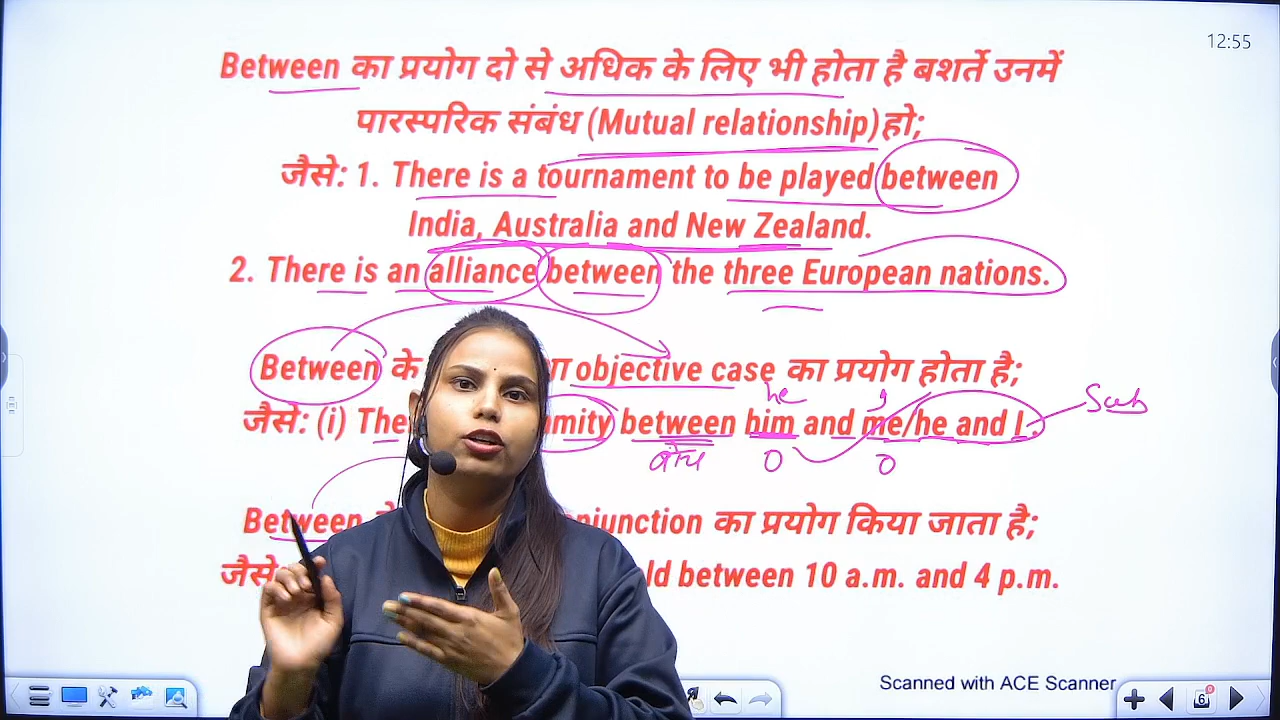 12:55
Between का प्रयोग दो से अधिक के लिए भी होता है बशर्ते उनमें
पारस्परिक संबंध (Mutual relationship) हो;
जैसे: 1. There is a tournament to be played between
India, Australia and New Zealand.
2. There is an alliance between the three European nations.
Between के objective case का प्रयोग होता है;
he
जैसे: (i) The between him and me/he and I. Sub
बीच O O
Between conjunction का प्रयोग किया जाता है;
जैसे between 10 a.m. and 4 p.m.
Scanned with ACE Scanner
6